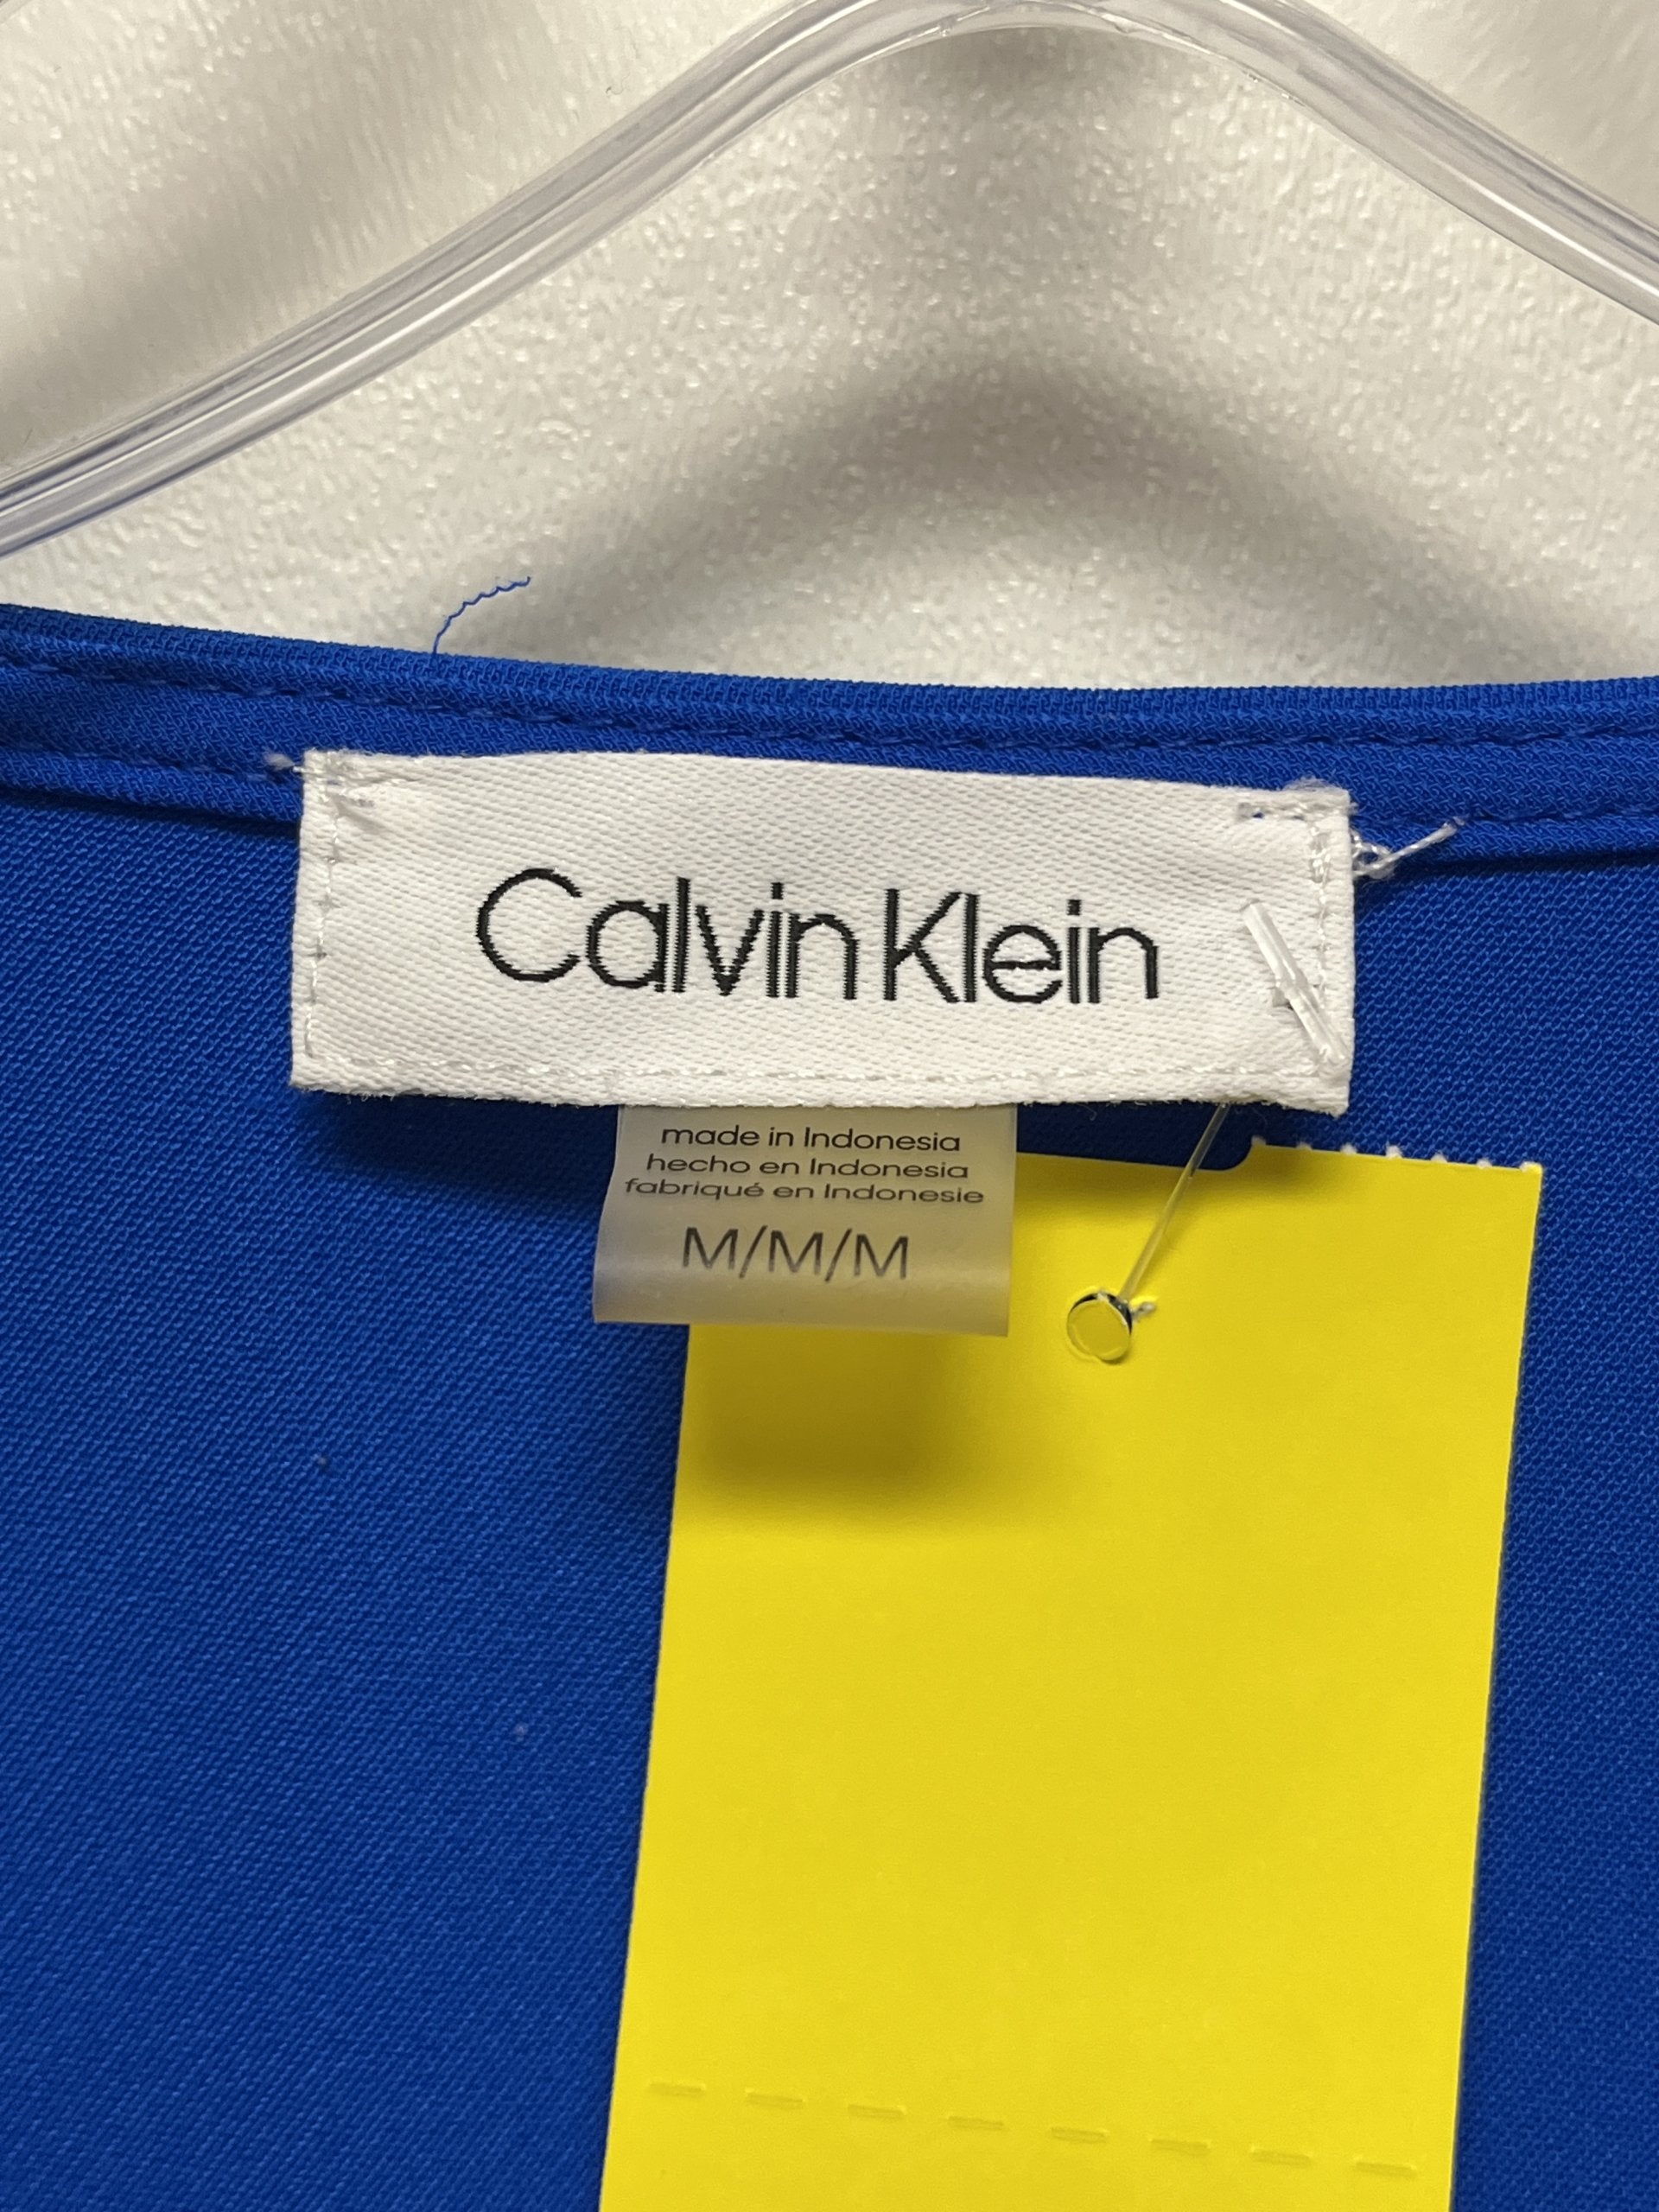 Calvin Klein
made in Indonesia
hecho en Indonesia
fabriqué en Indonesie
M/M/M